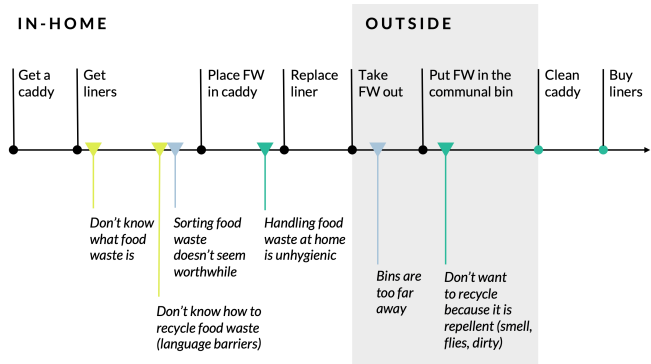 IN-HOME
OUTSIDE
Get a
caddy
Get
liners
Place FW
in caddy
Replace
liner
Take
FW out
Put FW in the
communal bin
Clean
caddy
Buy
liners
Don't know
what food
waste is
Sorting food
waste
doesn't seem
worthwhile
Handling food
waste at home
is unhygienic
Don't know how to
recycle food waste
(language barriers)
Bins are
too far
away
Don't want
to recycle
because it is
repellent (smell,
flies, dirty)